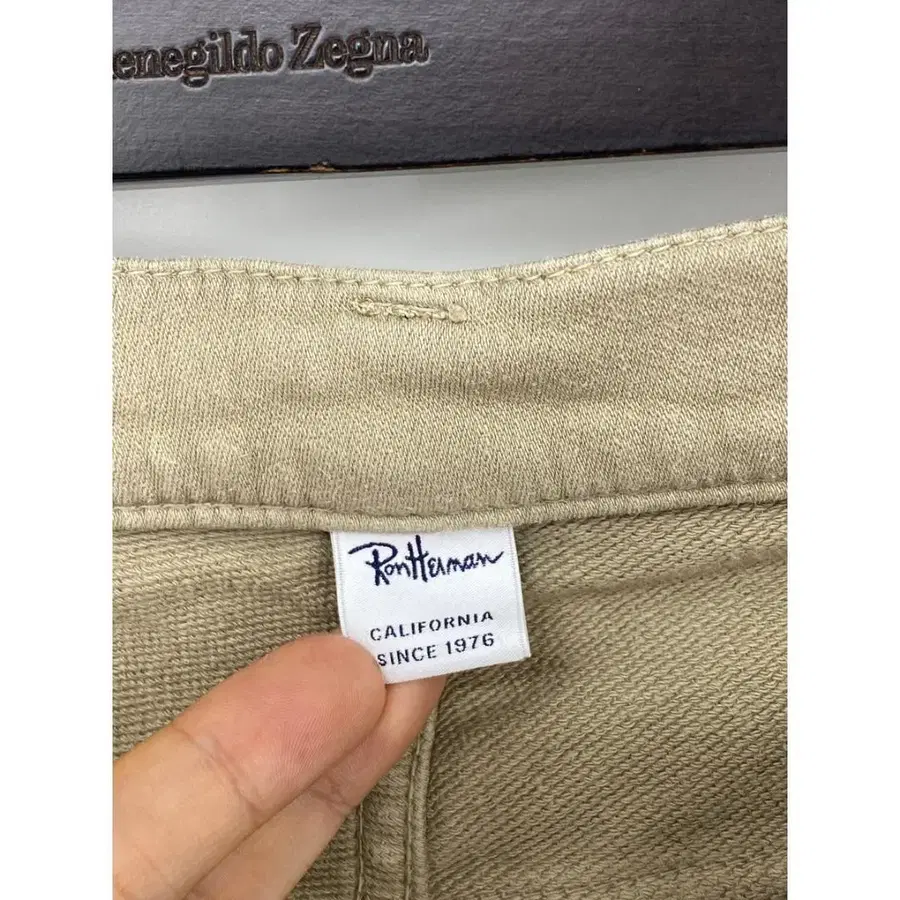 enegildo Zegna
RonHerman
CALIFORNIA
SINCE 1976